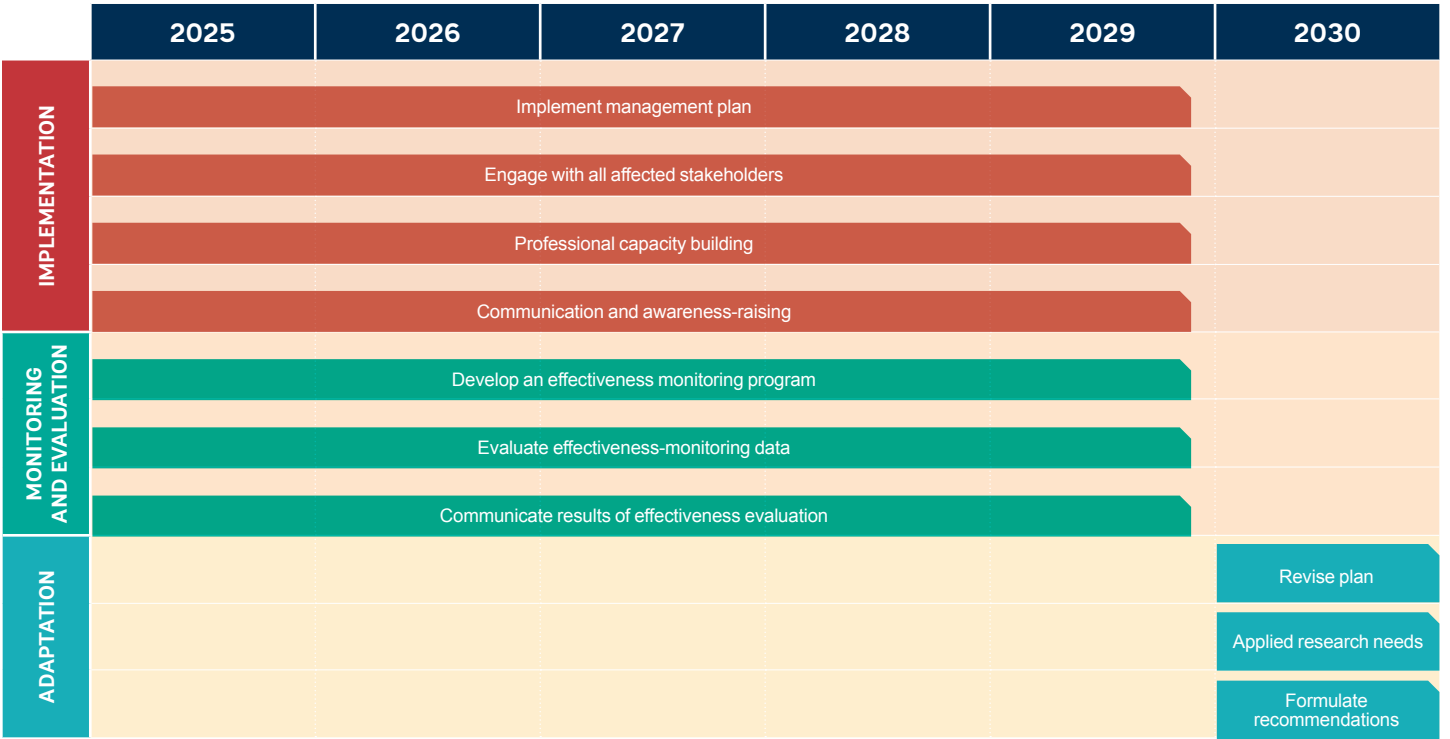 2025 2026 2027 2028 2029 2030
IMPLEMENTATION
Implement management plan
Engage with all affected stakeholders
Professional capacity building
Communication and awareness-raising
MONITORING
AND EVALUATION
Develop an effectiveness monitoring program
Evaluate effectiveness-monitoring data
Communicate results of effectiveness evaluation
ADAPTATION
Revise plan
Applied research needs
Formulate
recommendations